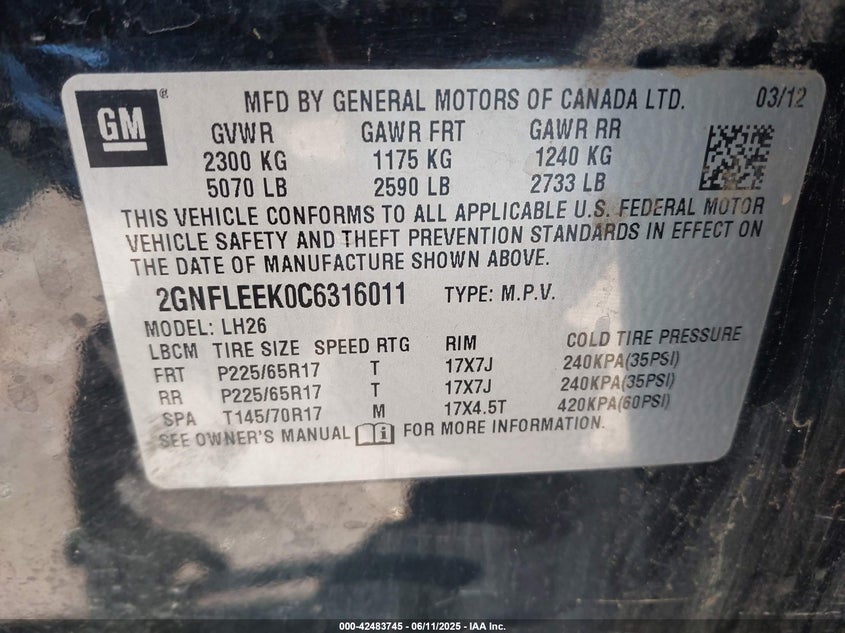 GM ®
MFD BY GENERAL MOTORS OF CANADA LTD. 03/12
GVWR GAWR FRT GAWR RR
2300 KG 1175 KG 1240 KG
5070 LB 2590 LB 2733 LB
THIS VEHICLE CONFORMS TO ALL APPLICABLE U.S. FEDERAL MOTOR
VEHICLE SAFETY AND THEFT PREVENTION STANDARDS IN EFFECT ON
THE DATE OF MANUFACTURE SHOWN ABOVE.
2GNFLEEK0C6316011 TYPE: M.P.V.
MODEL: LH26
LBCM TIRE SIZE SPEED RTG RIM COLD TIRE PRESSURE
FRT P225/65R17 T 17X7J 240KPA(35PSI)
RR P225/65R17 T 17X7J 240KPA(35PSI)
SPA T145/70R17 M 17X4.5T 420KPA(60PSI)
SEE OWNER'S MANUAL i FOR MORE INFORMATION.
000-42483745 - 06/11/2025 - IAA Inc.